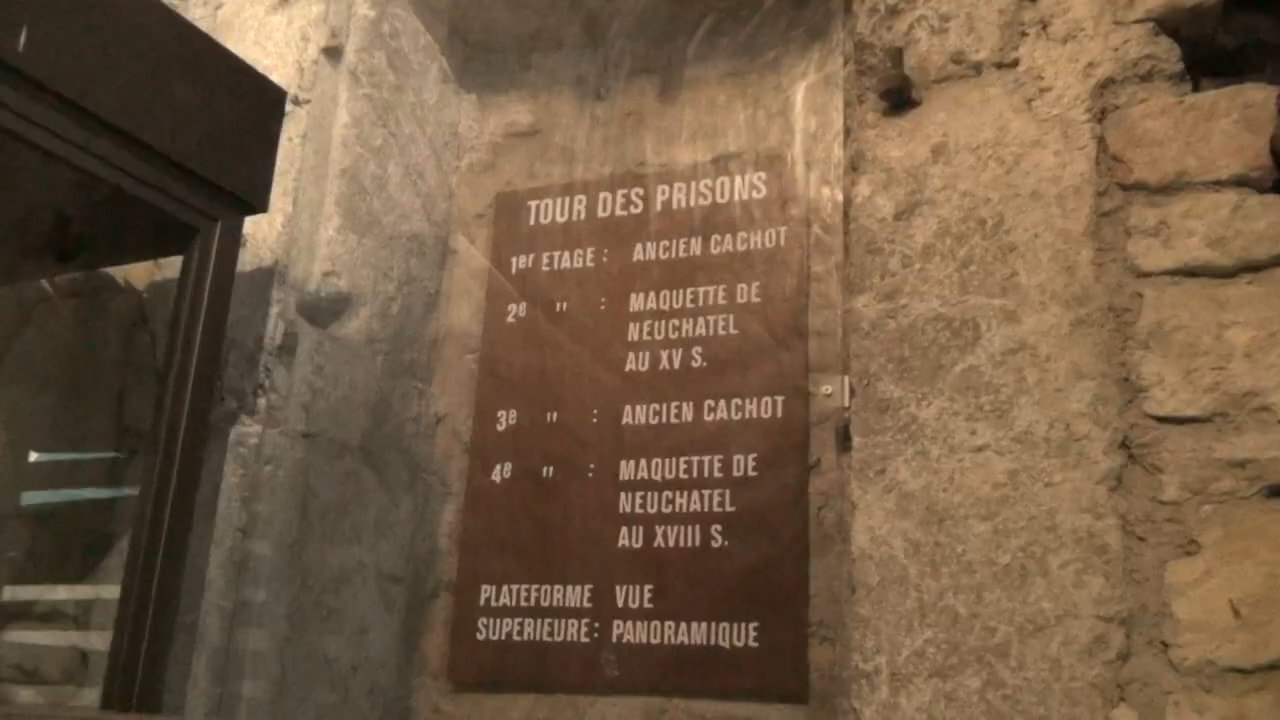 TOUR DES PRISONS
1er ETAGE : ANCIEN CACHOT
2e " : MAQUETTE DE
NEUCHATEL
AU XV S.
3e " : ANCIEN CACHOT
4e " : MAQUETTE DE
NEUCHATEL
AU XVIII S.
PLATEFORME VUE
SUPERIEURE : PANORAMIQUE